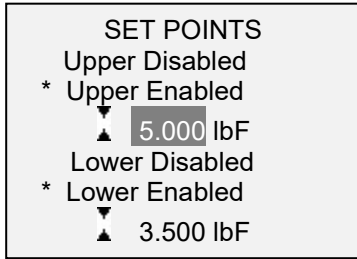 SET POINTS
Upper Disabled
* Upper Enabled
5.000 lbF
Lower Disabled
* Lower Enabled
3.500 lbF